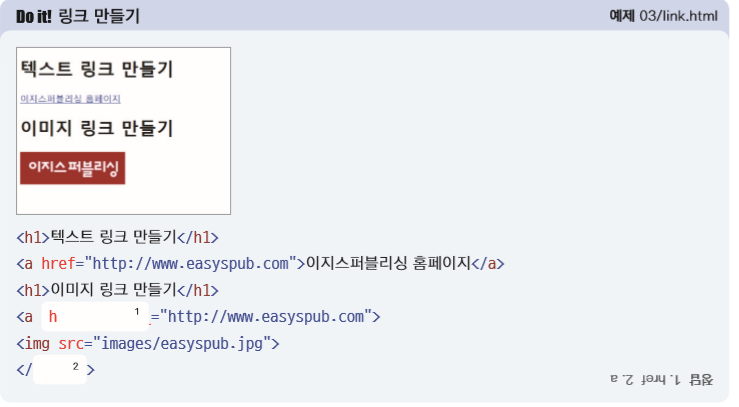 Do it! 링크 만들기
예제 03/link.html
텍스트 링크 만들기
이지스퍼블리싱 홈페이지
이미지 링크 만들기
이지스퍼블리싱
<h1>텍스트 링크 만들기</h1>
<a href="http://www.easyspub.com">이지스퍼블리싱 홈페이지</a>
<h1>이미지 링크 만들기</h1>
<a h 1 ="http://www.easyspub.com">
<img src="images/easyspub.jpg">
</ 2 >
정답 1. href 2. a